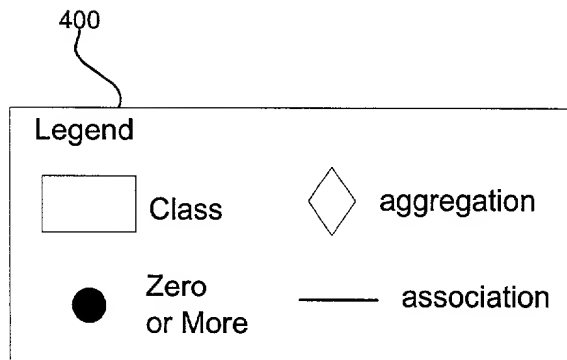 400
Legend
Class
aggregation
Zero
or More
association